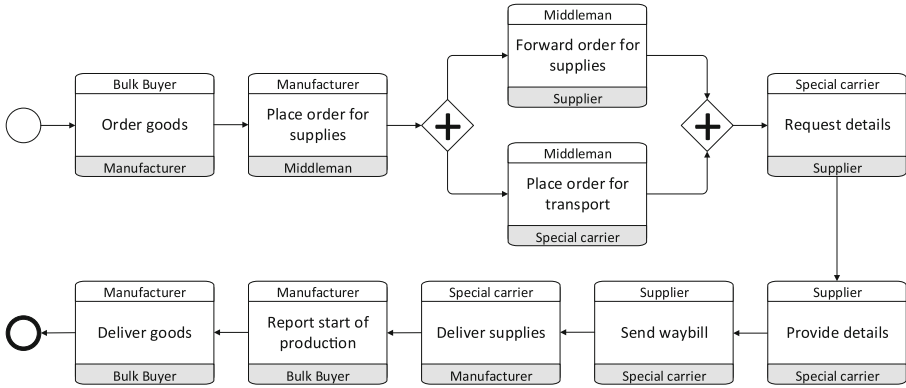 Bulk Buyer
Order goods
Manufacturer
Manufacturer
Place order for
supplies
Middleman
Middleman
Forward order for
supplies
Supplier
Middleman
Place order for
transport
Special carrier
Special carrier
Request details
Supplier
Supplier
Provide details
Special carrier
Supplier
Send waybill
Special carrier
Special carrier
Deliver supplies
Manufacturer
Manufacturer
Report start of
production
Bulk Buyer
Manufacturer
Deliver goods
Bulk Buyer